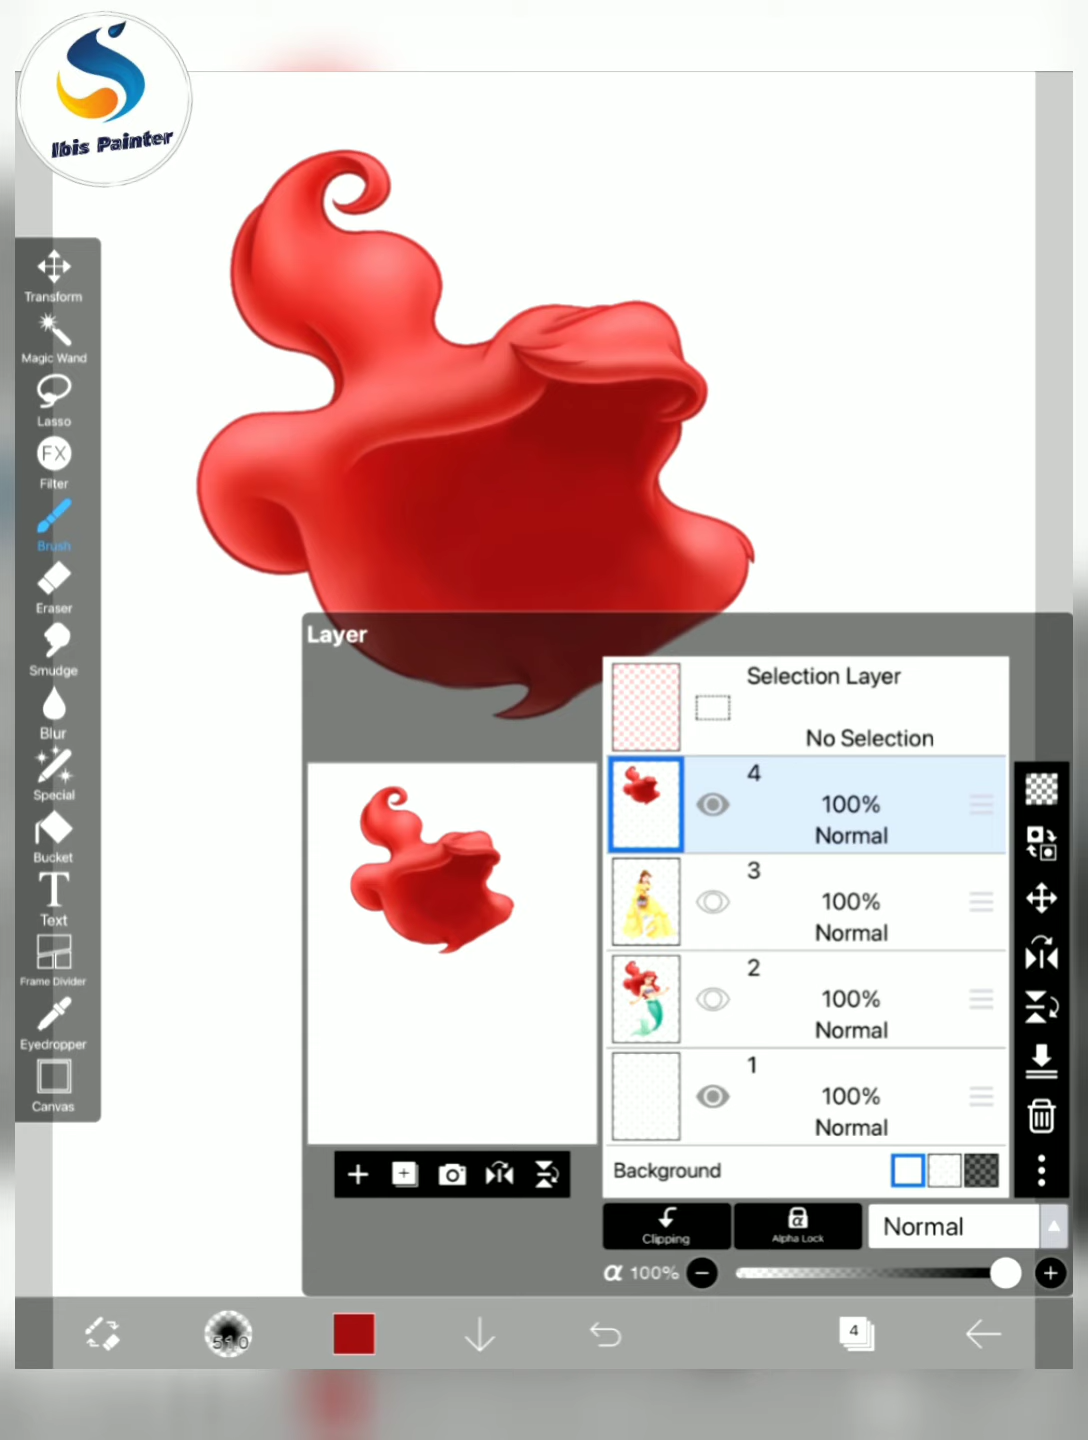 Ibis Painter
Transform
Magic Wand
Lasso
FX
Filter
Brush
Eraser
Smudge
Blur
Special
Bucket
T
Text
Frame Divider
Eyedropper
Canvas
Layer
Selection Layer
No Selection
4
100%
Normal
3
100%
Normal
2
100%
Normal
1
100%
Normal
Background
Clipping
α
Alpha Lock
Normal
α 100%
51.0
4